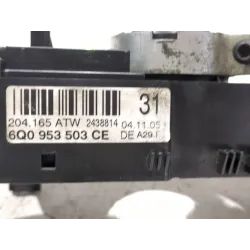 31
204.165 ATW 2438814 04.11.05
6Q0 953 503 CE DE A29.F